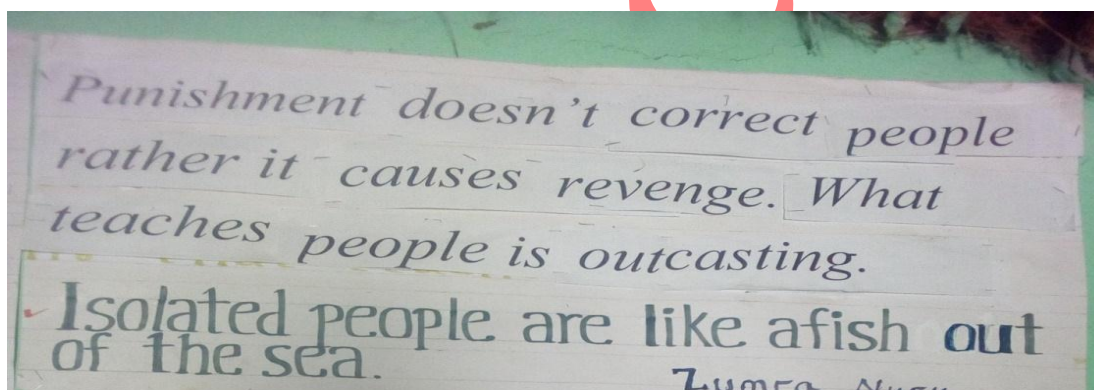 Punishment doesn't correct people
rather it causes revenge. What
teaches people is outcasting.
Isolated people are like afish out
of the sea.
Zumra